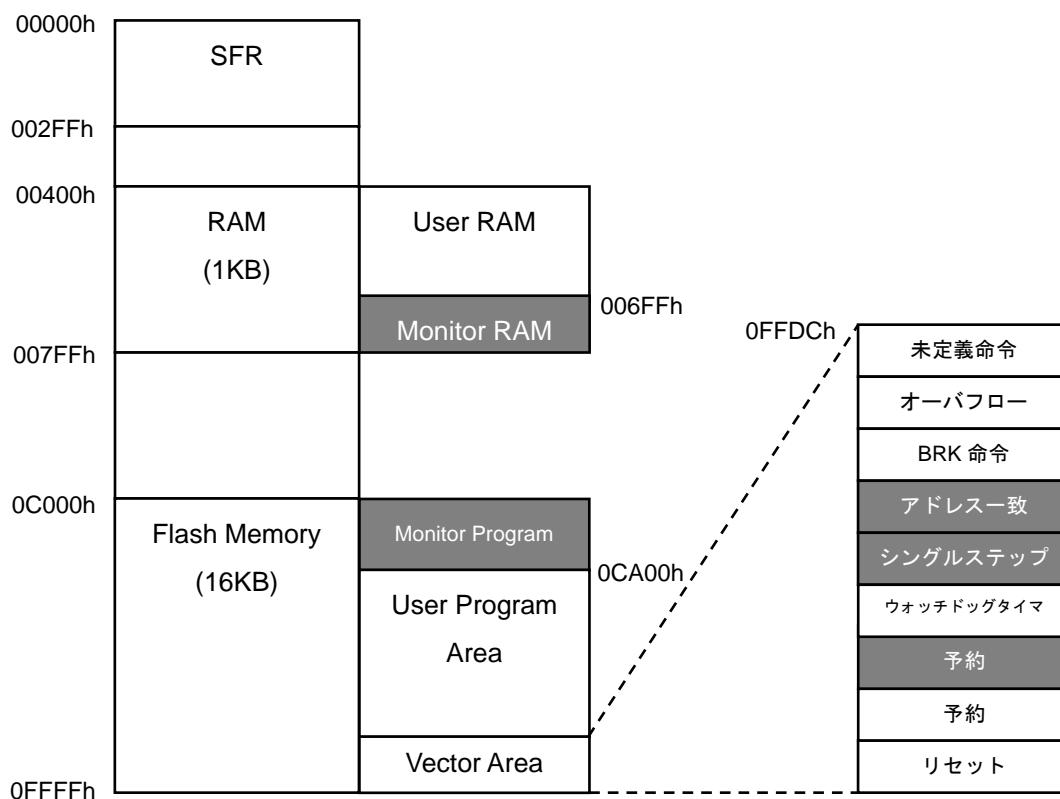 00000h
SFR
002FFh
00400h
RAM
(1KB)
User RAM
006FFh
Monitor RAM
007FFh
0C000h
Flash Memory
(16KB)
Monitor Program
0CA00h
User Program
Area
Vector Area
0FFFFh
0FFDCh
未定義命令
オーバフロー
BRK 命令
アドレス一致
シングルステップ
ウォッチドッグタイマ
予約
予約
リセット